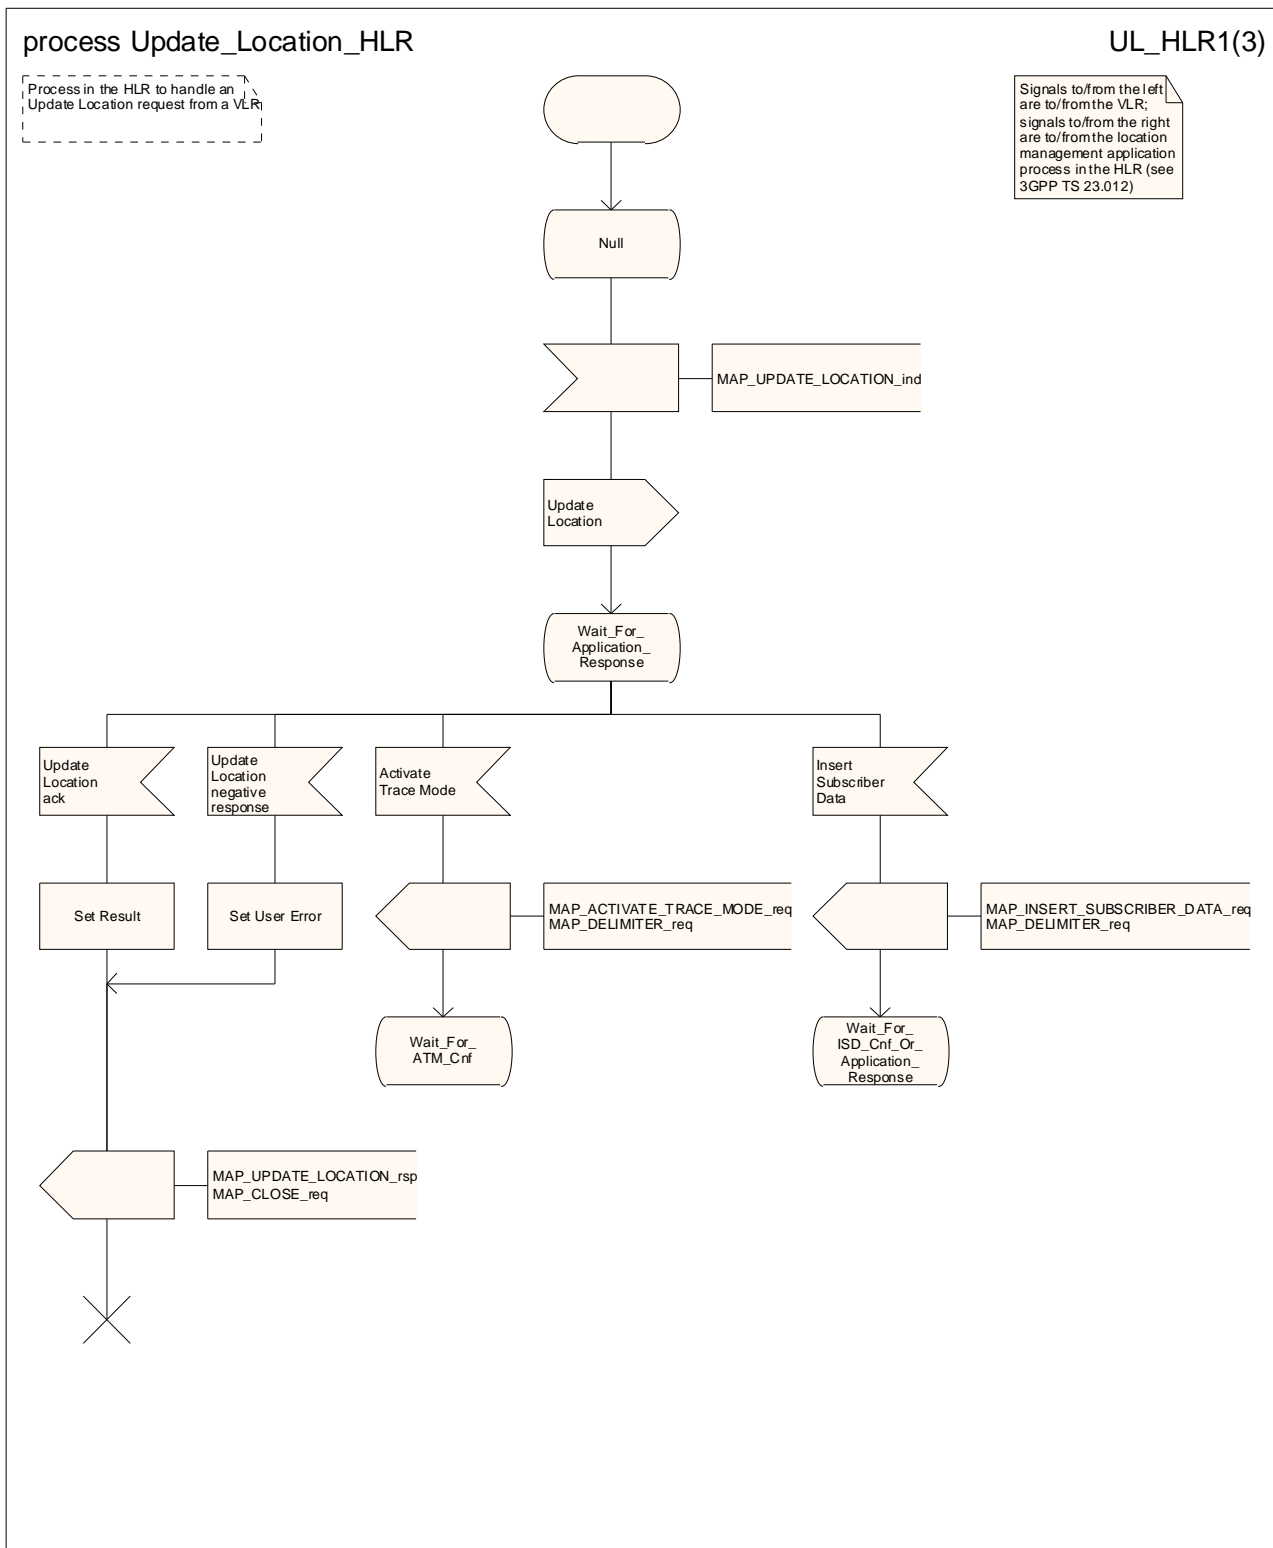 process Update_Location_HLR
UL_HLR1(3)
Process in the HLR to handle an
Update Location request from a VLR
Signals to/from the left
are to/from the VLR;
signals to/from the right
are to/from the location
management application
process in the HLR (see
3GPP TS 23.012)
Null
MAP_UPDATE_LOCATION_ind
Update
Location
Wait_For_
Application_
Response
Update
Location
ack
Update
Location
negative
response
Activate
Trace Mode
Insert
Subscriber
Data
Set Result
Set User Error
MAP_ACTIVATE_TRACE_MODE_req
MAP_DELIMITER_req
MAP_INSERT_SUBSCRIBER_DATA_req
MAP_DELIMITER_req
Wait_For_
ATM_Cnf
Wait_For_
ISD_Cnf_Or_
Application_
Response
MAP_UPDATE_LOCATION_rsp
MAP_CLOSE_req